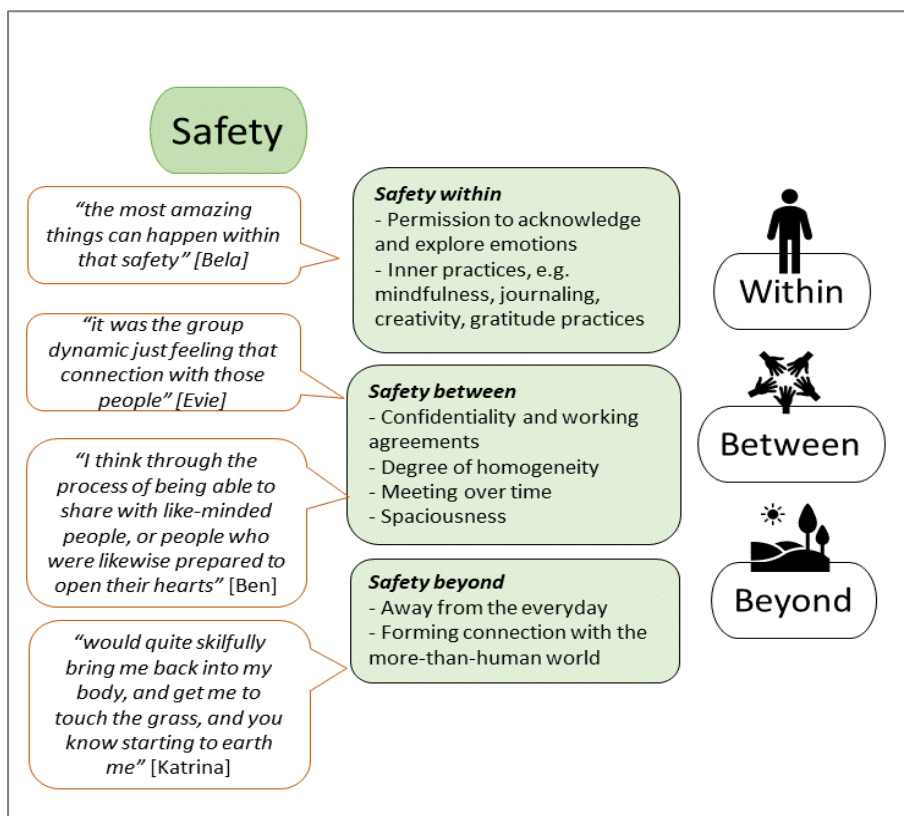 Safety
“the most amazing
things can happen within
that safety” [Bela]
“it was the group
dynamic just feeling that
connection with those
people” [Evie]
“I think through the
process of being able to
share with like-minded
people, or people who
were likewise prepared to
open their hearts” [Ben]
“would quite skilfully
bring me back into my
body, and get me to
touch the grass, and you
know starting to earth
me” [Katrina]
Safety within
- Permission to acknowledge
and explore emotions
- Inner practices, e.g.
mindfulness, journaling,
creativity, gratitude practices
Safety between
- Confidentiality and working
agreements
- Degree of homogeneity
- Meeting over time
- Spaciousness
Safety beyond
- Away from the everyday
- Forming connection with the
more-than-human world
Within
Between
Beyond